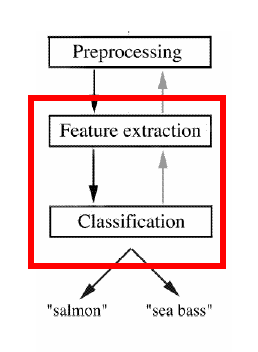 Preprocessing
Feature extraction
Classification
"salmon" "sea bass"